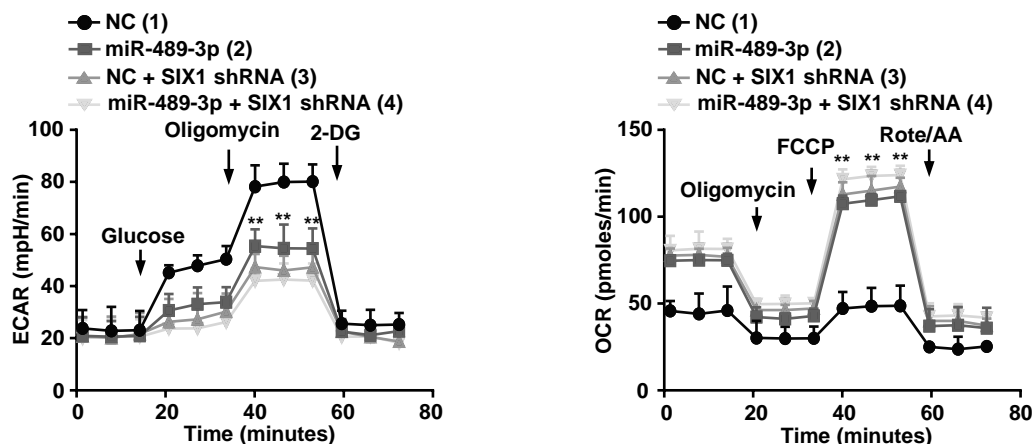 NC (1)
miR-489-3p (2)
NC + SIX1 shRNA (3)
miR-489-3p + SIX1 shRNA (4)
100
80
60
40
20
0
ECAR (mpH/min)
Glucose
Oligomycin
2-DG
** ** **
0 20 40 60 80
Time (minutes)
NC (1)
miR-489-3p (2)
NC + SIX1 shRNA (3)
miR-489-3p + SIX1 shRNA (4)
150
100
50
0
OCR (pmoles/min)
Oligomycin
FCCP
Rote/AA
** ** **
0 20 40 60 80
Time (minutes)